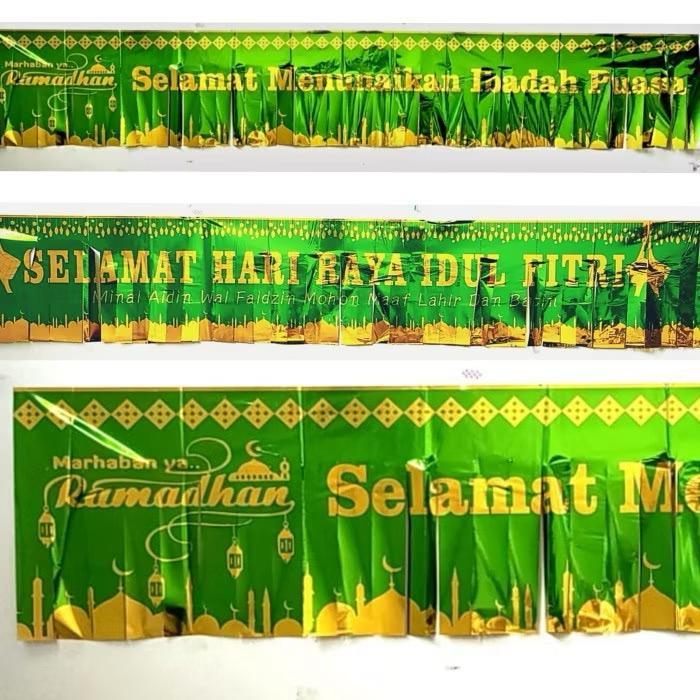 Marhaban ya..
Ramadhan
Selamat Menunaikan Ibadah Puasa
SELAMAT HARI RAYA IDUL FITRI
Minal Aidin Wal Faidzin Mohon Maaf Lahir Dan Batin
Marhaban ya..
Ramadhan
Selamat Me